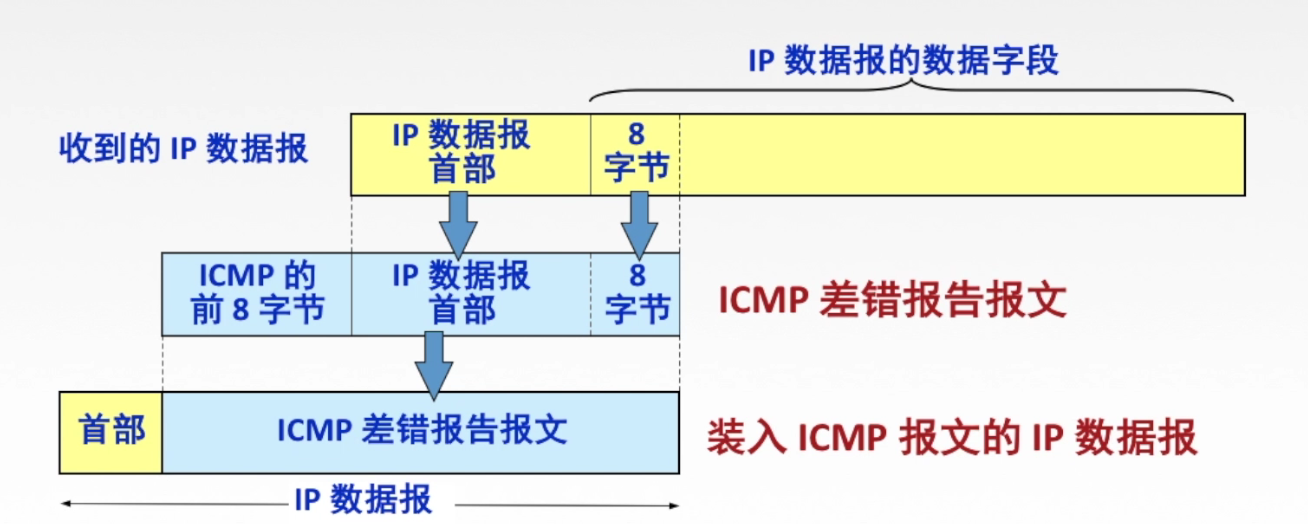 IP 数据报的数据字段
收到的 IP 数据报
IP 数据报
首部
8
字节
ICMP 的
前 8 字节
IP 数据报
首部
8
字节
ICMP 差错报告报文
首部
ICMP 差错报告报文
装入 ICMP 报文的 IP 数据报
IP 数据报